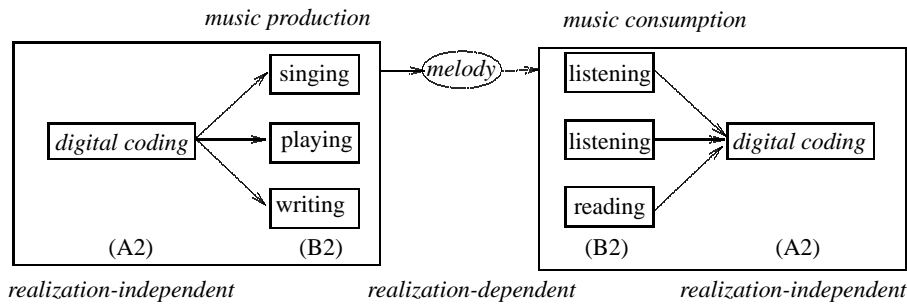 music production
music consumption
singing
melody
listening
digital coding
playing
listening
digital coding
writing
reading
(A2)
(B2)
(B2)
(A2)
realization-independent
realization-dependent
realization-independent